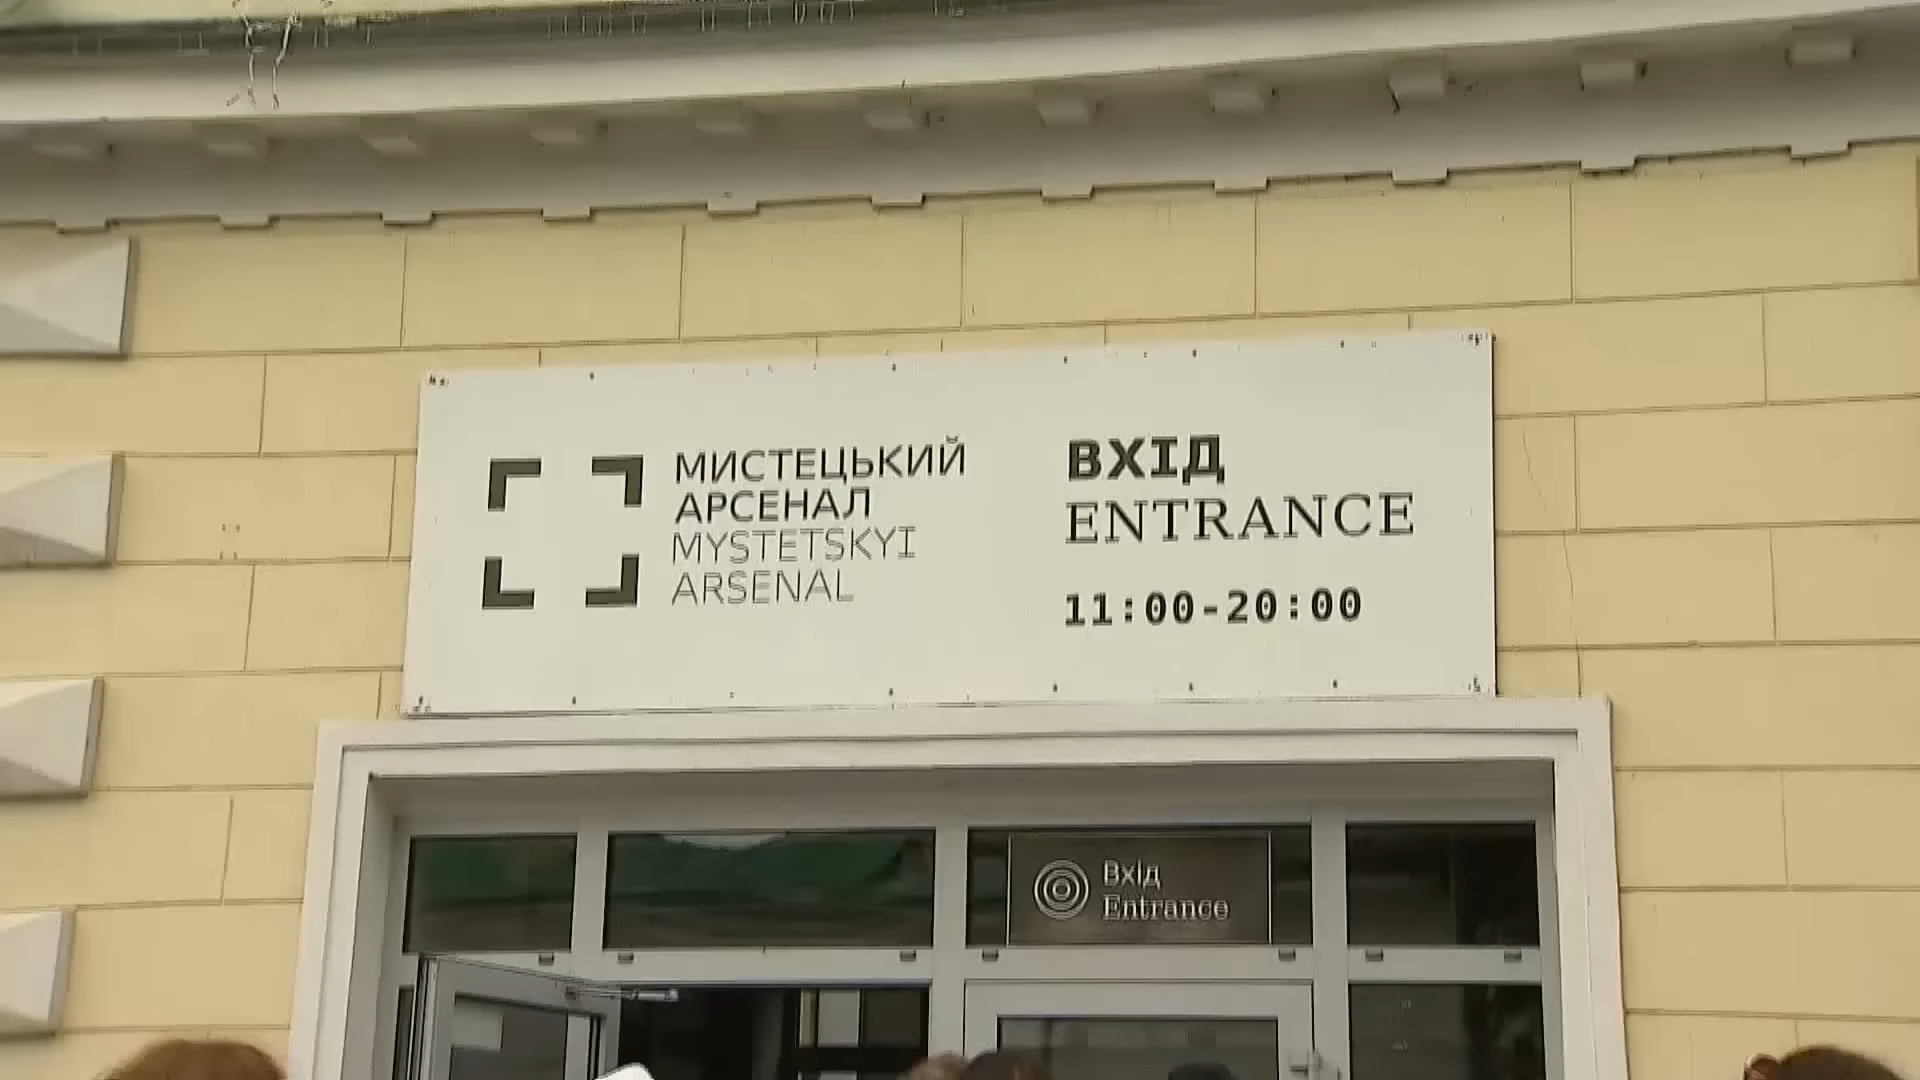 МИСТЕЦЬКИЙ
АРСЕНАЛ
MYSTETSKYI
ARSENAL
ВХІД
ENTRANCE
11:00-20:00
Вхід
Entrance